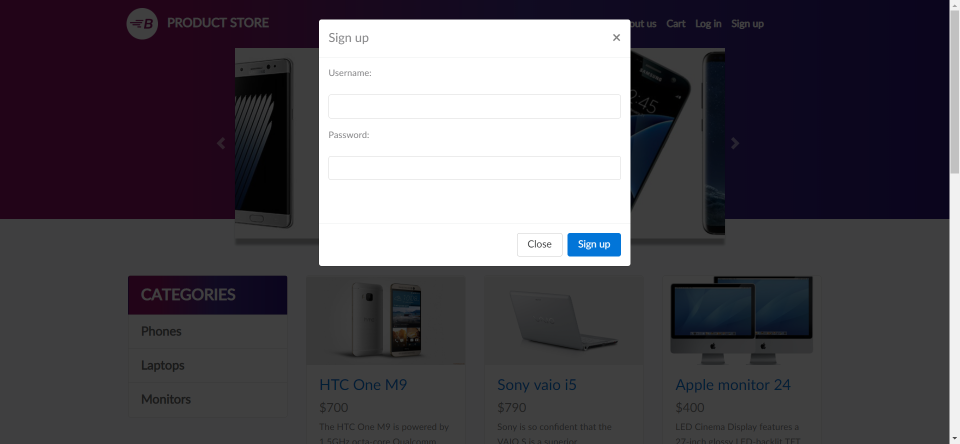 B PRODUCT STORE
out us Cart Log in Sign up
Sign up
×
Username:
Password:
Close Sign up
CATEGORIES
Phones
Laptops
Monitors
HTC One M9
$700
The HTC One M9 is powered by
1.5GHz octa-core Qualcomm
Sony vaio i5
$790
Sony is so confident that the
VAIO S is a superior
Apple monitor 24
$400
LED Cinema Display features a
27-inch glossy LED-backlit TFT